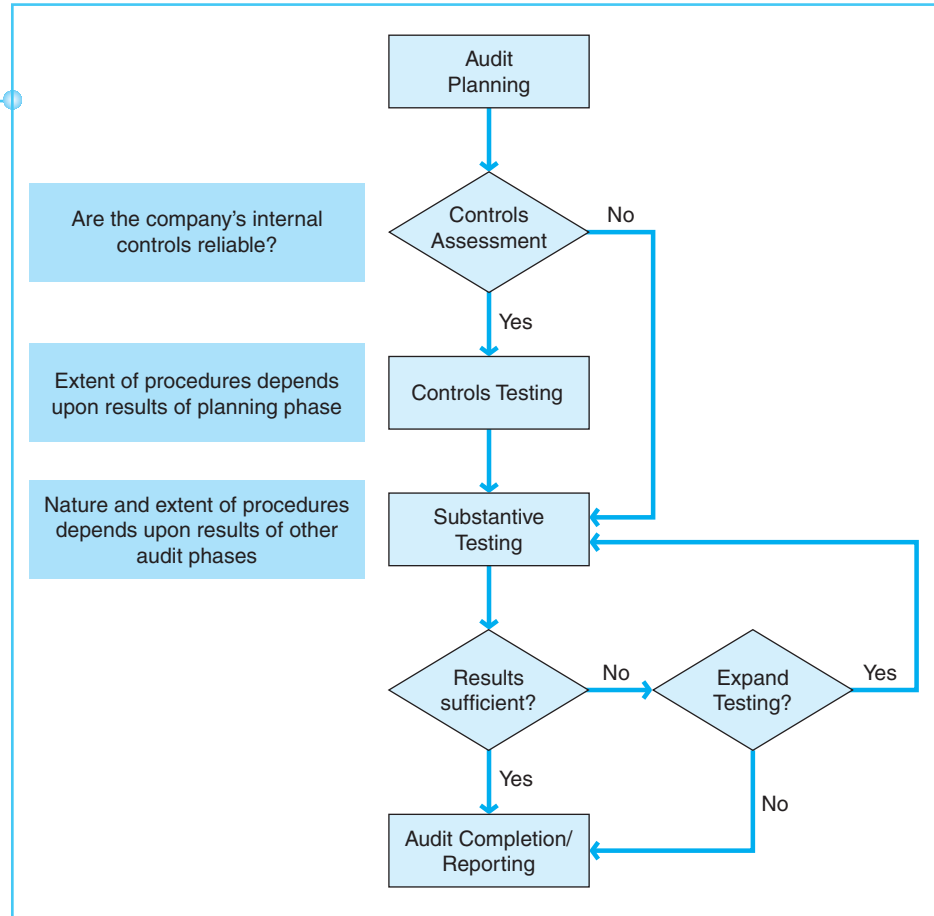 Audit
Planning
Are the company's internal
controls reliable?
Controls
Assessment
No
Yes
Extent of procedures depends
upon results of planning phase
Controls Testing
Nature and extent of procedures
depends upon results of other
audit phases
Substantive
Testing
Results
sufficient?
No
Expand
Testing?
Yes
Yes
No
Audit Completion/
Reporting